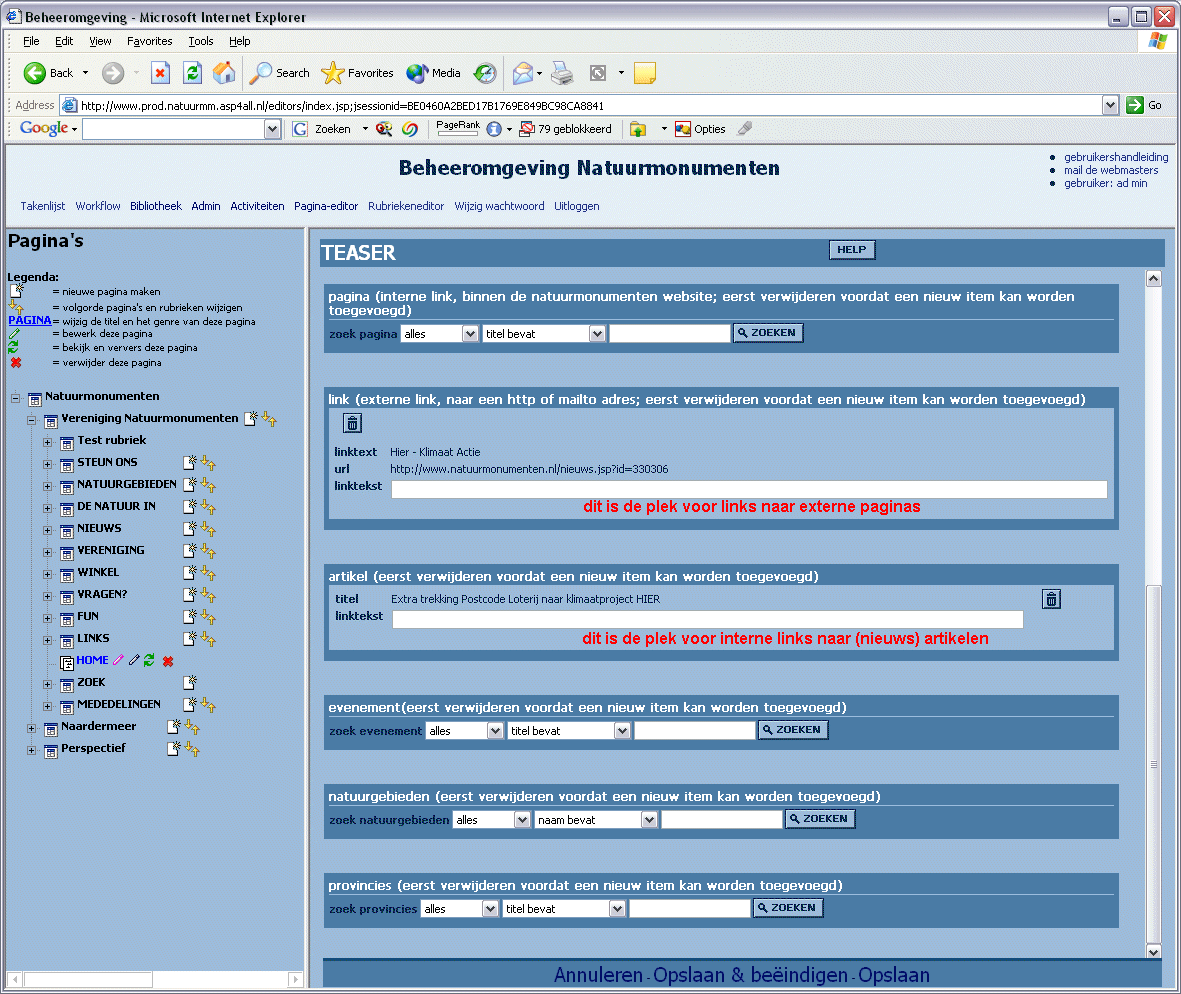 Beheeromgeving - Microsoft Internet Explorer
File Edit View Favorites Tools Help
Back Search Favorites Media
Address http://www.prod.natuurmm.asp4all.nl/editors/index.jsp;jsessionid=BE0460A2BED17B1769E849BC98CA8841 Go
Google Zoeken PageRank 79 geblokkeerd Opties
Beheeromgeving Natuurmonumenten
gebruikershandleiding
mail de webmasters
gebruiker: ad min
Takenlijst Workflow Bibliotheek Admin Activiteiten Pagina-editor Rubriekeneditor Wijzig wachtwoord Uitloggen
Pagina's
Legenda:
= nieuwe pagina maken
= volgorde pagina's en rubrieken wijzigen
PAGINA = wijzig de titel en het genre van deze pagina
= bewerk deze pagina
= bekijk en ververs deze pagina
= verwijder deze pagina
Natuurmonumenten
Vereniging Natuurmonumenten
Test rubriek
STEUN ONS
NATUURGEBIEDEN
DE NATUUR IN
NIEUWS
VERENIGING
WINKEL
VRAGEN?
FUN
LINKS
HOME
ZOEK
MEDEDELINGEN
Naardermeer
Perspectief
TEASER HELP
pagina (interne link, binnen de natuurmonumenten website; eerst verwijderen voordat een nieuw item kan worden
toegevoegd)
zoek pagina alles titel bevat ZOEKEN
link (externe link, naar een http of mailto adres; eerst verwijderen voordat een nieuw item kan worden toegevoegd)
linktext Hier - Klimaat Actie
url http://www.natuurmonumenten.nl/nieuws.jsp?id=330306
linktekst
dit is de plek voor links naar externe paginas
artikel (eerst verwijderen voordat een nieuw item kan worden toegevoegd)
titel Extra trekking Postcode Loterij naar klimaatproject HIER
linktekst
dit is de plek voor interne links naar (nieuws) artikelen
evenement(eerst verwijderen voordat een nieuw item kan worden toegevoegd)
zoek evenement alles titel bevat ZOEKEN
natuurgebieden (eerst verwijderen voordat een nieuw item kan worden toegevoegd)
zoek natuurgebieden alles naam bevat ZOEKEN
provincies (eerst verwijderen voordat een nieuw item kan worden toegevoegd)
zoek provincies alles titel bevat ZOEKEN
Annuleren - Opslaan & beëindigen - Opslaan